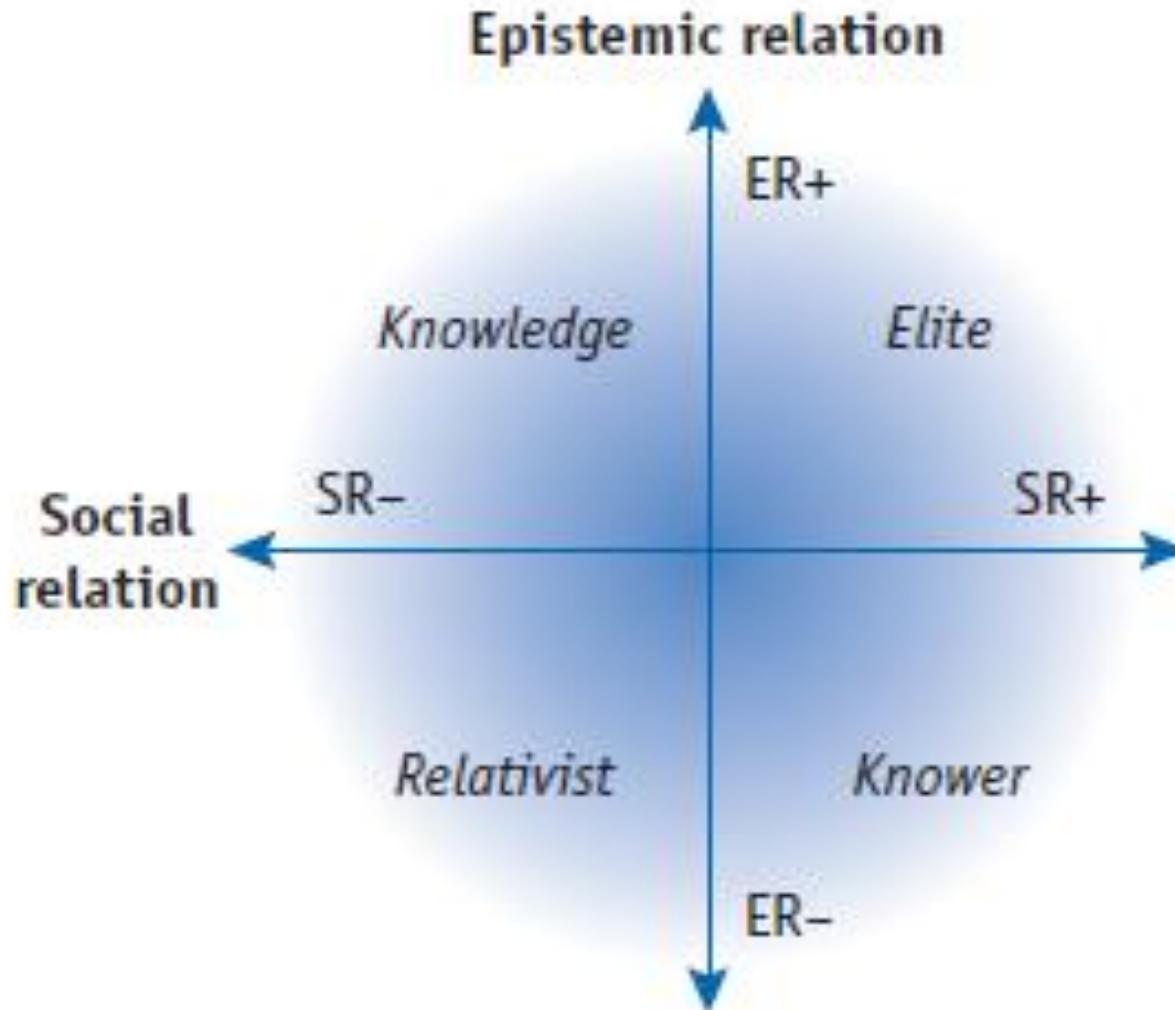 Epistemic relation
ER+
Knowledge
Elite
SR–
SR+
Social
relation
Relativist
Knower
ER–